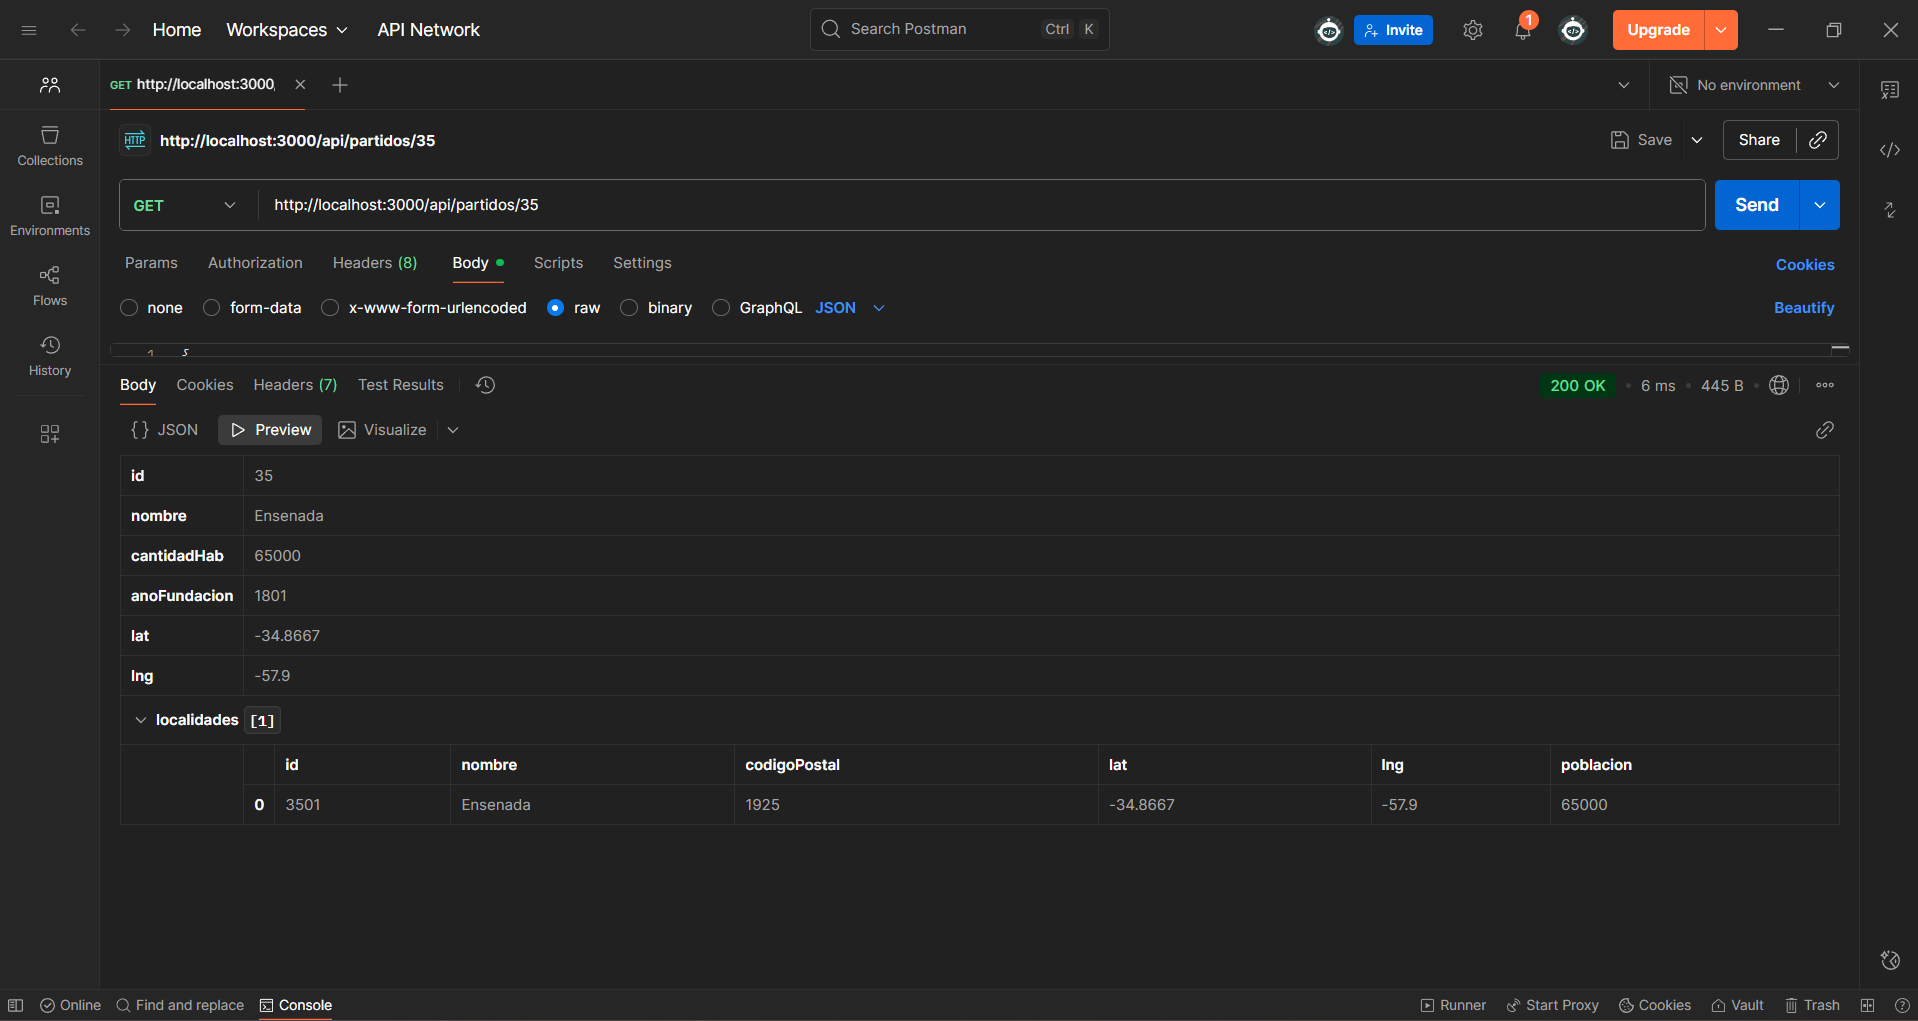 Home Workspaces API Network Search Postman Ctrl K Invite 1 Upgrade
GET http://localhost:3000, No environment
HTTP http://localhost:3000/api/partidos/35 Save Share
GET http://localhost:3000/api/partidos/35 Send
Collections
Environments
Flows
History
Params Authorization Headers (8) Body Scripts Settings Cookies
none form-data x-www-form-urlencoded raw binary GraphQL JSON Beautify
1 {
Body Cookies Headers (7) Test Results 200 OK • 6 ms • 445 B •
{} JSON Preview Visualize
id 35
nombre Ensenada
cantidadHab 65000
anoFundacion 1801
lat -34.8667
lng -57.9
localidades [1]
id nombre codigoPostal lat lng poblacion
0 3501 Ensenada 1925 -34.8667 -57.9 65000
Online Find and replace Console Runner Start Proxy Cookies Vault Trash